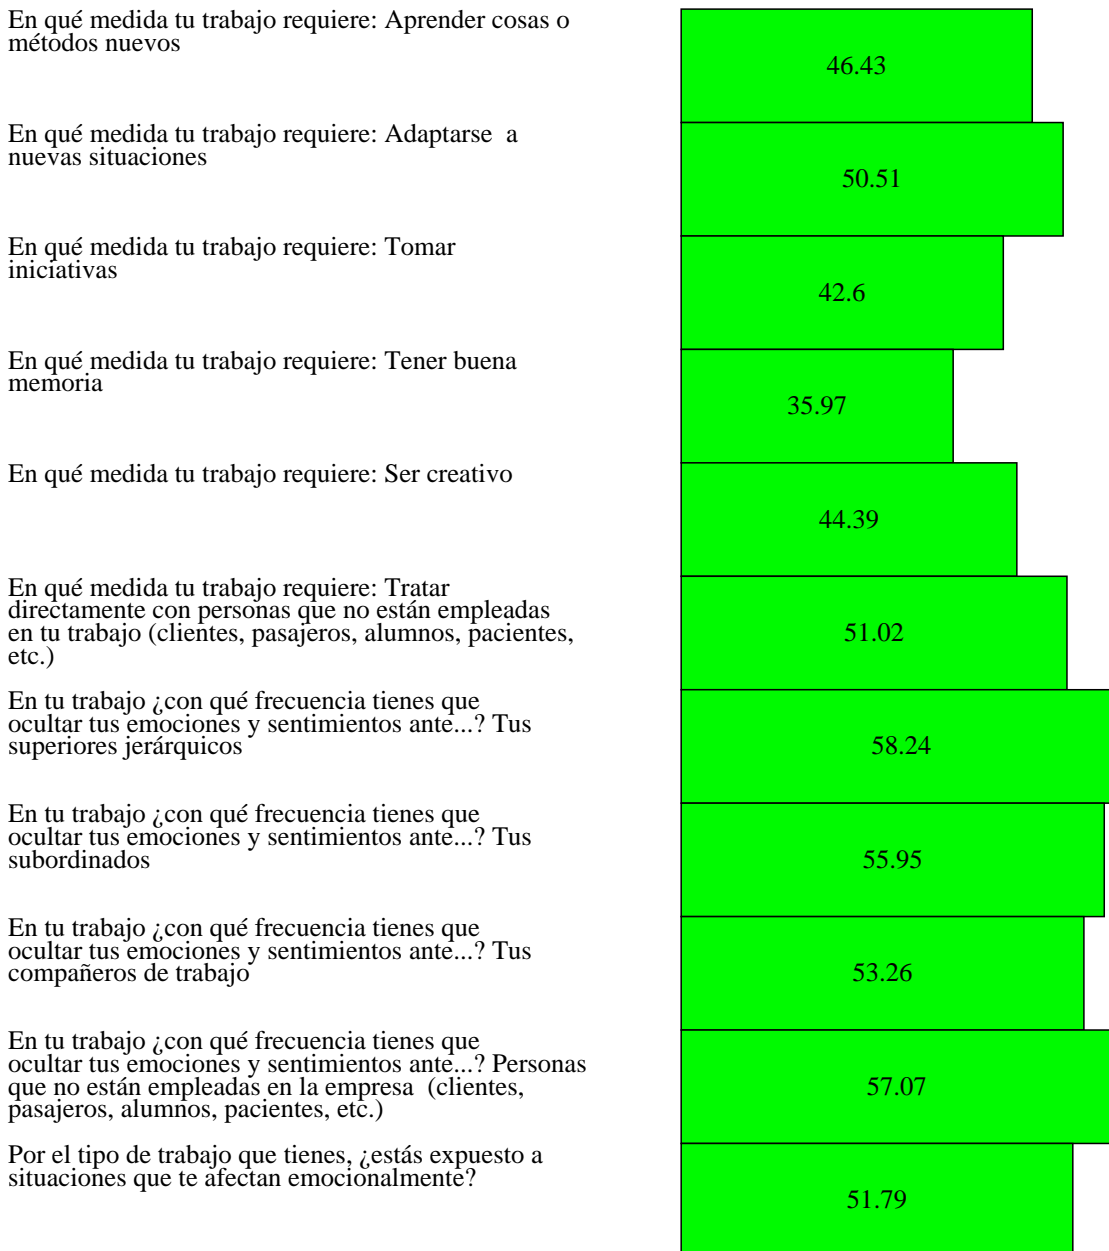 En qué medida tu trabajo requiere: Aprender cosas o
métodos nuevos
46.43
En qué medida tu trabajo requiere: Adaptarse  a
nuevas situaciones
50.51
En qué medida tu trabajo requiere: Tomar
iniciativas
42.6
En qué medida tu trabajo requiere: Tener buena
memoria
35.97
En qué medida tu trabajo requiere: Ser creativo
44.39
En qué medida tu trabajo requiere: Tratar
directamente con personas que no están empleadas
en tu trabajo (clientes, pasajeros, alumnos, pacientes,
etc.)
51.02
En tu trabajo ¿con qué frecuencia tienes que
ocultar tus emociones y sentimientos ante...? Tus
superiores jerárquicos
58.24
En tu trabajo ¿con qué frecuencia tienes que
ocultar tus emociones y sentimientos ante...? Tus
subordinados
55.95
En tu trabajo ¿con qué frecuencia tienes que
ocultar tus emociones y sentimientos ante...? Tus
compañeros de trabajo
53.26
En tu trabajo ¿con qué frecuencia tienes que
ocultar tus emociones y sentimientos ante...? Personas
que no están empleadas en la empresa  (clientes,
pasajeros, alumnos, pacientes, etc.)
57.07
Por el tipo de trabajo que tienes, ¿estás expuesto a
situaciones que te afectan emocionalmente?
51.79